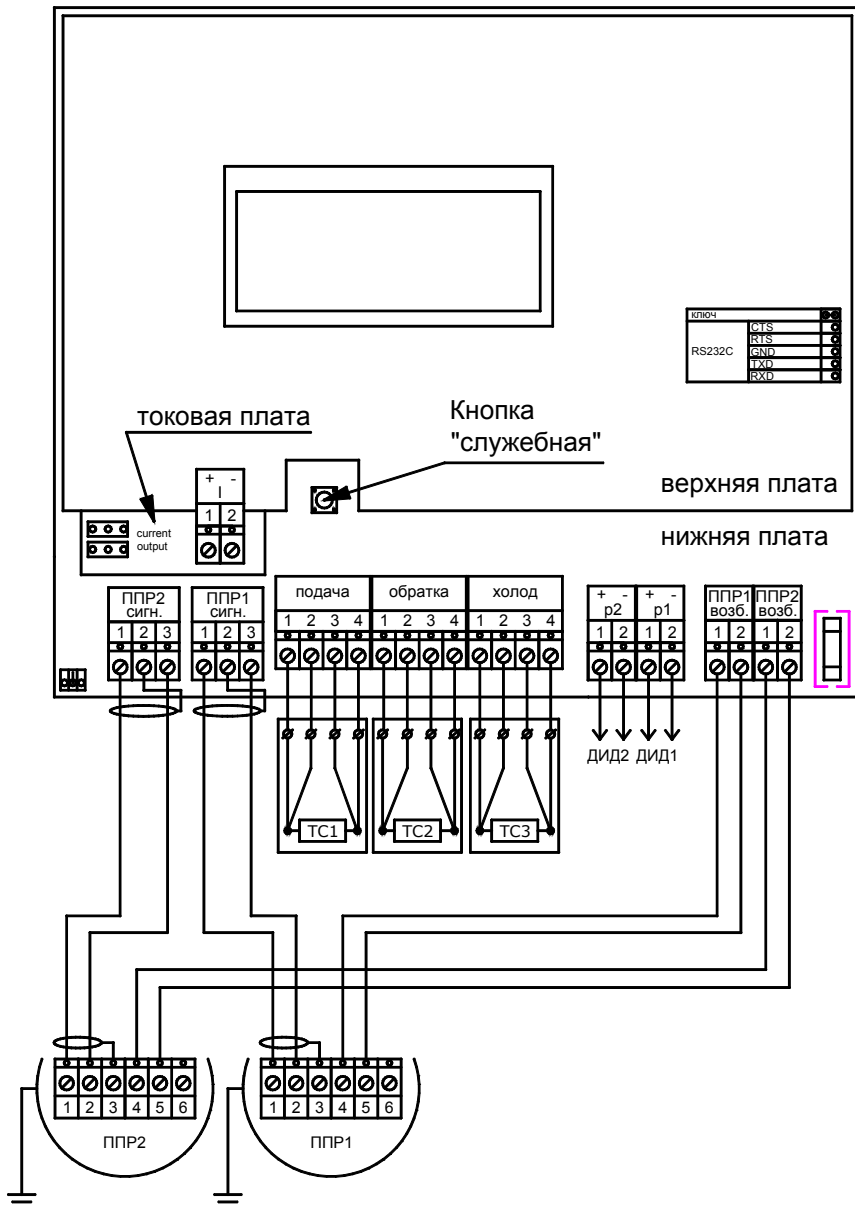 ключ
RS232C
CTS
RTS
GND
TXD
RXD
токовая плата
Кнопка
"служебная"
верхняя плата
нижняя плата
+ -
I
1 2
current
output
ППР2
сигн.
1 2 3
ППР1
сигн.
1 2 3
подача
1 2 3 4
обратка
1 2 3 4
холод
1 2 3 4
+ -
p2
1 2
+ -
p1
1 2
ППР1
возб.
1 2
ППР2
возб.
1 2
ДИД2 ДИД1
ТС1
ТС2
ТС3
1 2 3 4 5 6
ППР2
1 2 3 4 5 6
ППР1